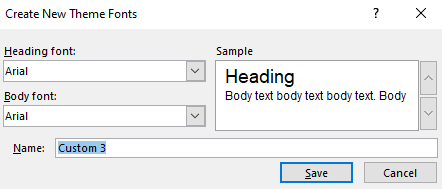 Create New Theme Fonts ? ×
Heading font:
Arial
Body font:
Arial
Sample
Heading
Body text body text body text. Body
Name: Custom 3
Save Cancel